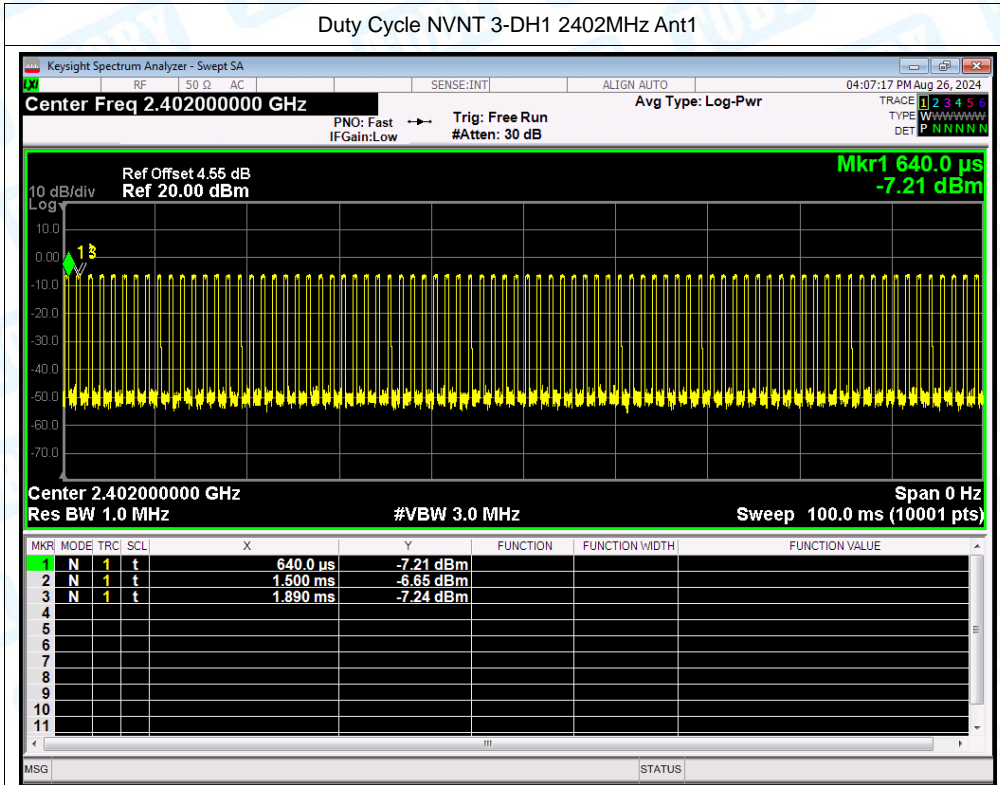 Duty Cycle NVNT 3-DH1 2402MHz Ant1
Keysight Spectrum Analyzer - Swept SA
LXI RF 50 Ω AC SENSE:INT ALIGN AUTO 04:07:17 PM Aug 26, 2024
Center Freq 2.402000000 GHz Avg Type: Log-Pwr TRACE 1 2 3 4 5 6
PNO: Fast Trig: Free Run TYPE WWWWWWW
IFGain:Low #Atten: 30 dB DET P N N N N N
Mkr1 640.0 µs
-7.21 dBm
Ref Offset 4.55 dB
10 dB/div Ref 20.00 dBm
Log
10.0
0.00
-10.0
-20.0
-30.0
-40.0
-50.0
-60.0
-70.0
1 3
Center 2.402000000 GHz Span 0 Hz
Res BW 1.0 MHz #VBW 3.0 MHz Sweep 100.0 ms (10001 pts)
MKR MODE TRC SCL X Y FUNCTION FUNCTION WIDTH FUNCTION VALUE
1 N 1 t 640.0 µs -7.21 dBm
2 N 1 t 1.500 ms -6.65 dBm
3 N 1 t 1.890 ms -7.24 dBm
4
5
6
7
8
9
10
11
MSG STATUS